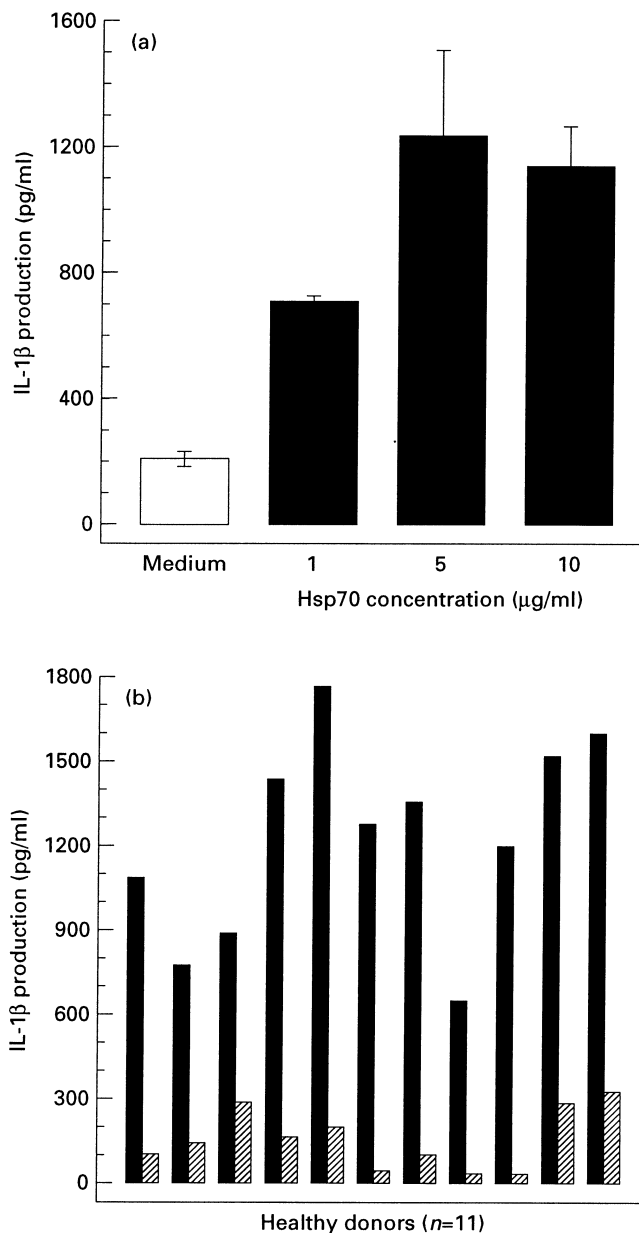 (a)
IL-1β production (pg/ml)
1600
1200
800
400
0
Medium 1 5 10
Hsp70 concentration (μg/ml)
(b)
IL-1β production (pg/ml)
1800
1500
1200
900
600
300
0
Healthy donors (n=11)